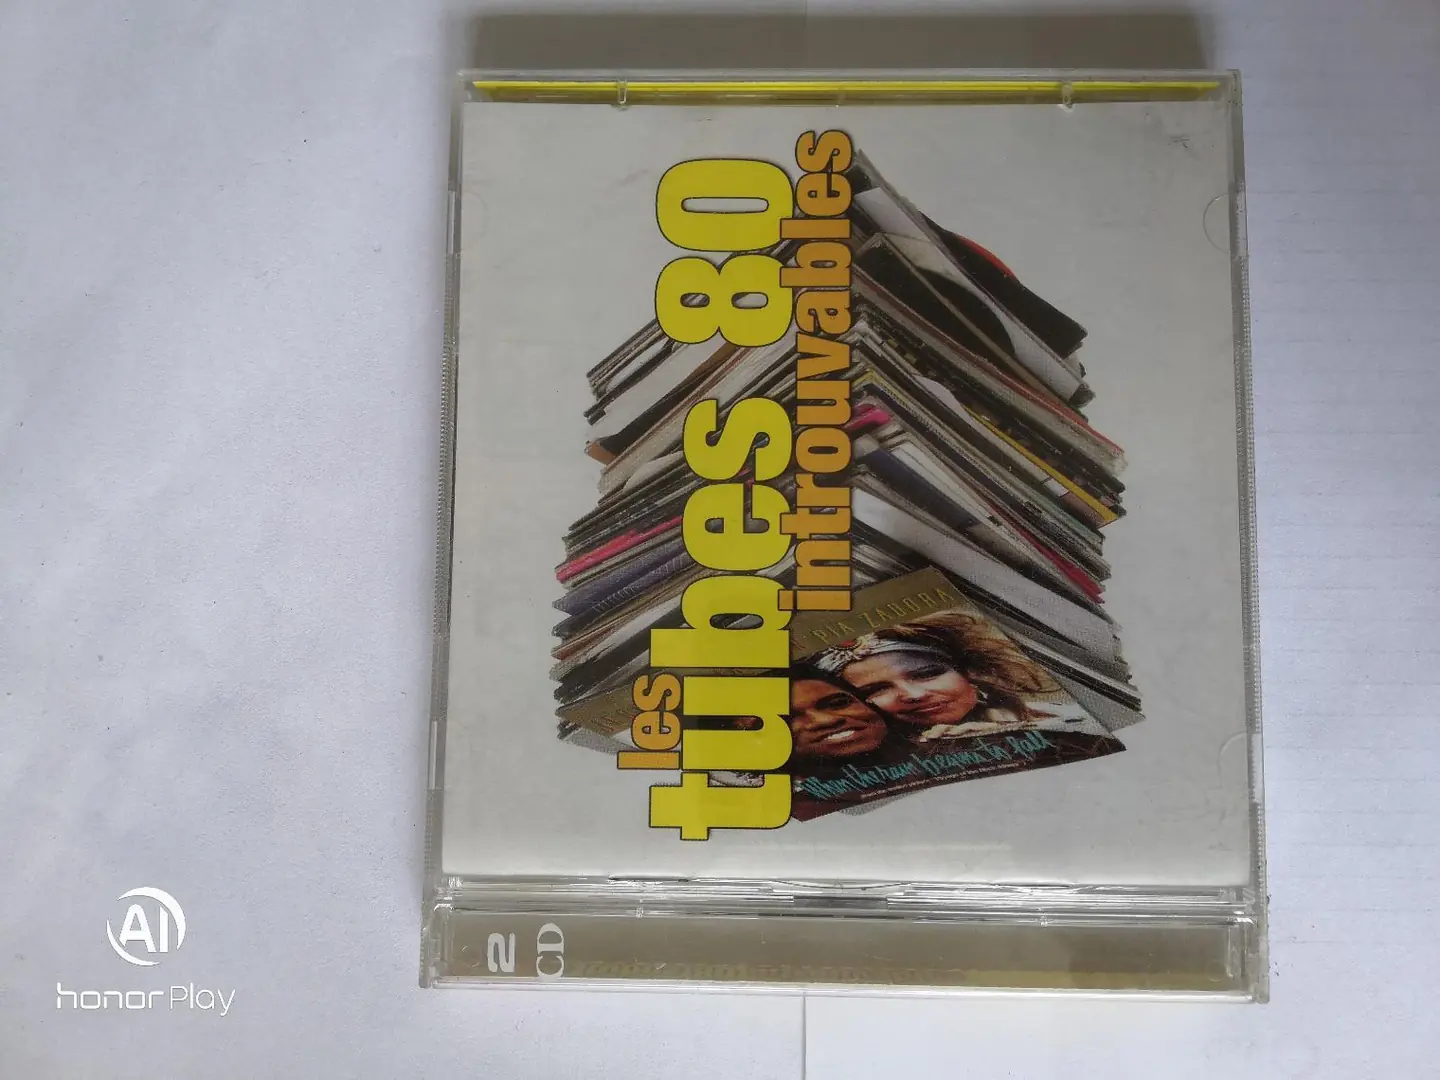 les
tubes 80
introuvables
PIA ZADORA
When the rain begins to fall
2
CD
AI
honor Play